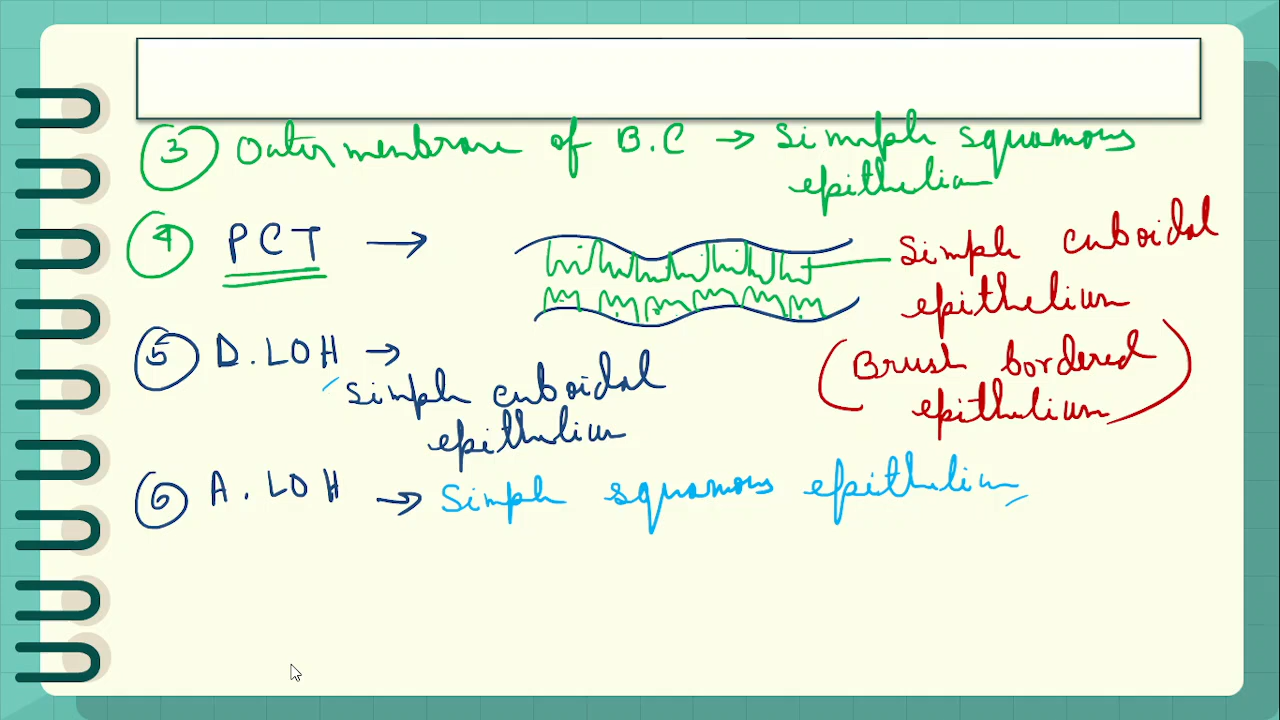 3 Outer membrane of B.C → Simple squamous
epithelium
4 PCT → Simple cuboidal
epithelium
(Brush bordered
epithelium)
5 D.LOH →
Simple cuboidal
epithelium
6 A.LOH → Simple squamous epithelium